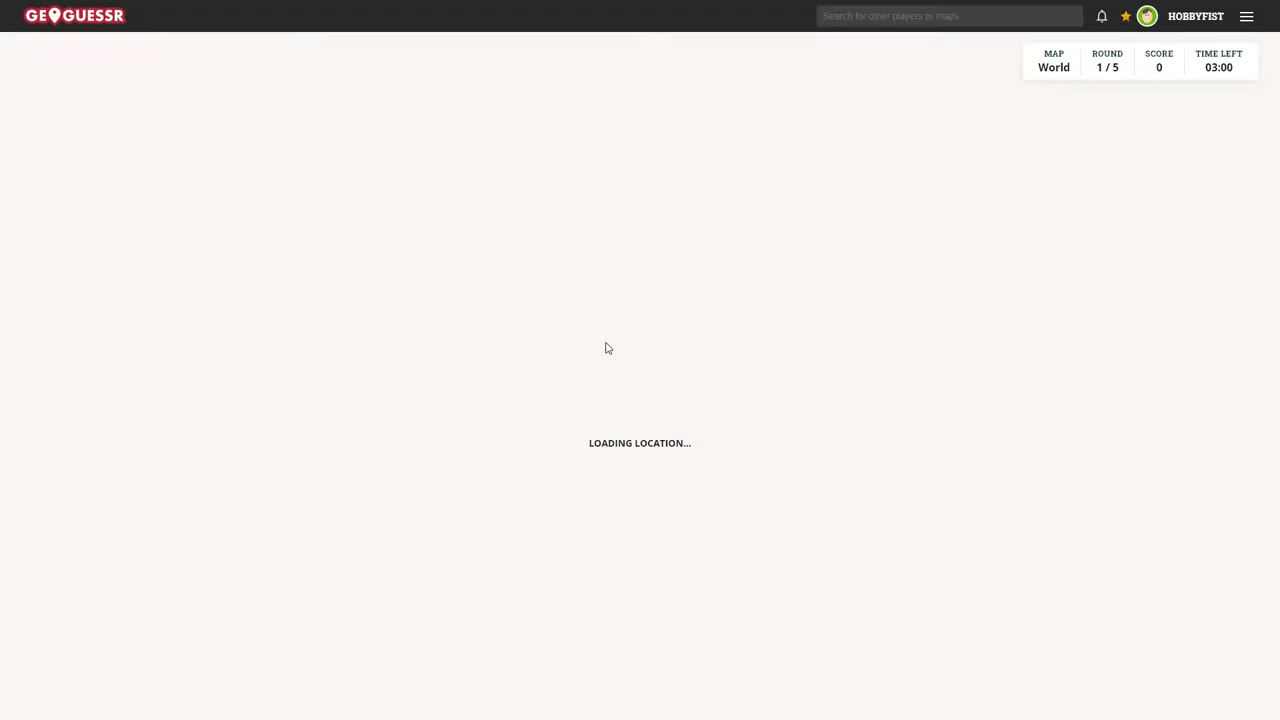 GEOGUESSR
Search for other players or maps
HOBBYFIST
MAP ROUND SCORE TIME LEFT
World 1 / 5 0 03:00
LOADING LOCATION...